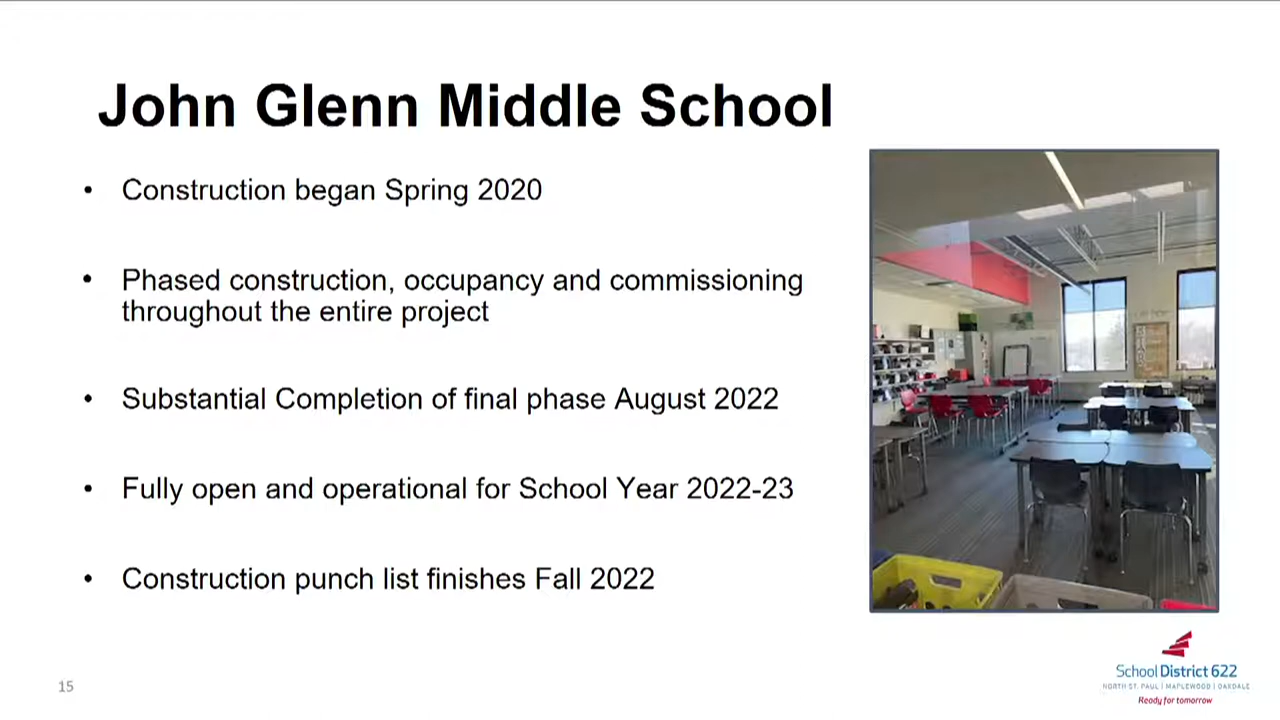 John Glenn Middle School
• Construction began Spring 2020
• Phased construction, occupancy and commissioning
throughout the entire project
• Substantial Completion of final phase August 2022
• Fully open and operational for School Year 2022-23
• Construction punch list finishes Fall 2022
15
School District 622
NORTH ST. PAUL | MAPLEWOOD | OAKDALE
Ready for tomorrow